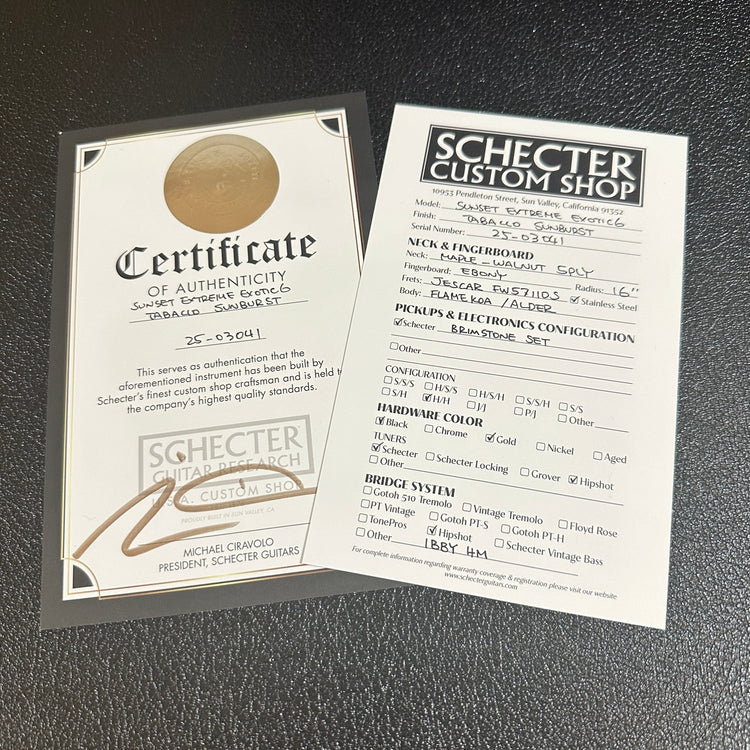 Certificate
OF AUTHENTICITY
SUNSET EXTREME EXOTIC 6
TABACCO SUNBURST
25-03041
This serves as authentication that the
aforementioned instrument has been built by
Schecter's finest custom shop craftsman and is held
the company's highest quality standards.
SCHECTER
GUITAR RESEARCH
CUSTOM SHOP
PROUDLY BUILT IN SUN VALLEY, CA
MICHAEL CIRAVOLO
PRESIDENT, SCHECTER GUITARS
SCHECTER
CUSTOM SHOP
10953 Pendleton Street, Sun Valley, California 91352
Model: SUNSET EXTREME EXOTIC 6
Finish: TABACCO SUNBURST
Serial Number: 25-03041
NECK & FINGERBOARD
Neck: MAPLE-WALNUT 5PLY
Fingerboard: EBONY Radius: 16"
Frets: JESCAR FW57110S Stainless Steel
Body: FLAME KOA / ALDER
PICKUPS & ELECTRONICS CONFIGURATION
Schecter BRIMSTONE SET
Other
CONFIGURATION
S/S/S H/S/S H/S/H S/S/H S/S
S/H H/H J/J P/J Other
HARDWARE COLOR
Black Chrome Gold Nickel Aged
TUNERS
Schecter Schecter Locking Grover Hipshot
Other
BRIDGE SYSTEM
Gotoh 510 Tremolo Vintage Tremolo Floyd Rose
PT Vintage Gotoh PT-S Gotoh PT-H
TonePros Hipshot Schecter Vintage Bass
Other IBBY HM
For complete information regarding warranty coverage & registration please visit our website
www.schecterguitars.com